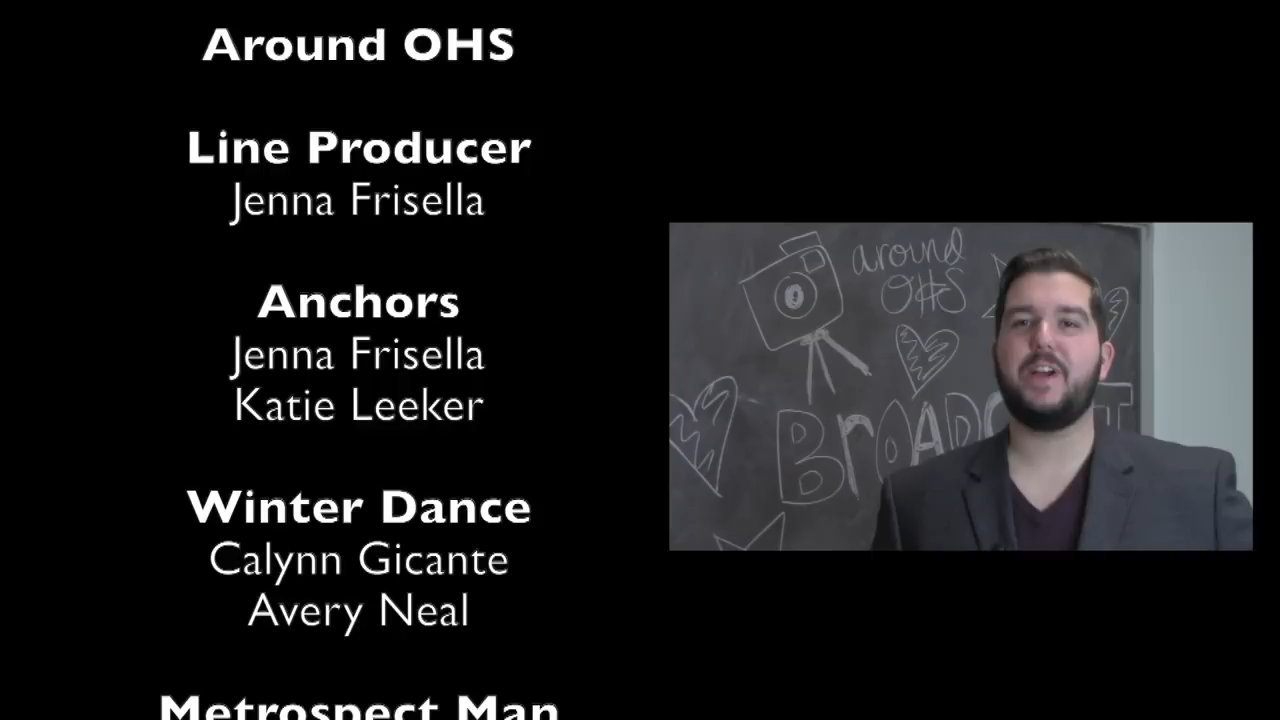 Around OHS
Line Producer
Jenna Frisella
Anchors
Jenna Frisella
Katie Leeker
Winter Dance
Calynn Gicante
Avery Neal
Metrospect Man
around
OHS